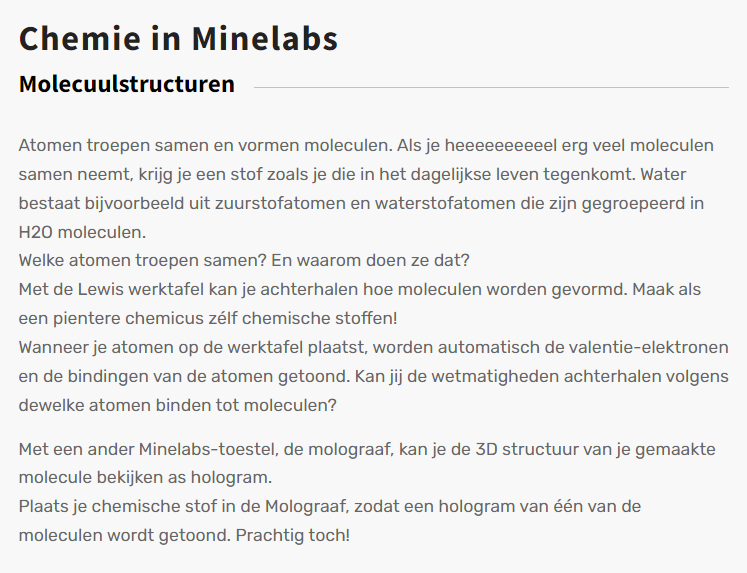 Chemie in Minelabs
Molecuulstructuren
Atomen troepen samen en vormen moleculen. Als je heeeeeeeeeel erg veel moleculen
samen neemt, krijg je een stof zoals je die in het dagelijkse leven tegenkomt. Water
bestaat bijvoorbeeld uit zuurstofatomen en waterstofatomen die zijn gegroepeerd in
H2O moleculen.
Welke atomen troepen samen? En waarom doen ze dat?
Met de Lewis werktafel kan je achterhalen hoe moleculen worden gevormd. Maak als
een pientere chemicus zélf chemische stoffen!
Wanneer je atomen op de werktafel plaatst, worden automatisch de valentie-elektronen
en de bindingen van de atomen getoond. Kan jij de wetmatigheden achterhalen volgens
dewelke atomen binden tot moleculen?
Met een ander Minelabs-toestel, de molograaf, kan je de 3D structuur van je gemaakte
molecule bekijken as hologram.
Plaats je chemische stof in de Molograaf, zodat een hologram van één van de
moleculen wordt getoond. Prachtig toch!